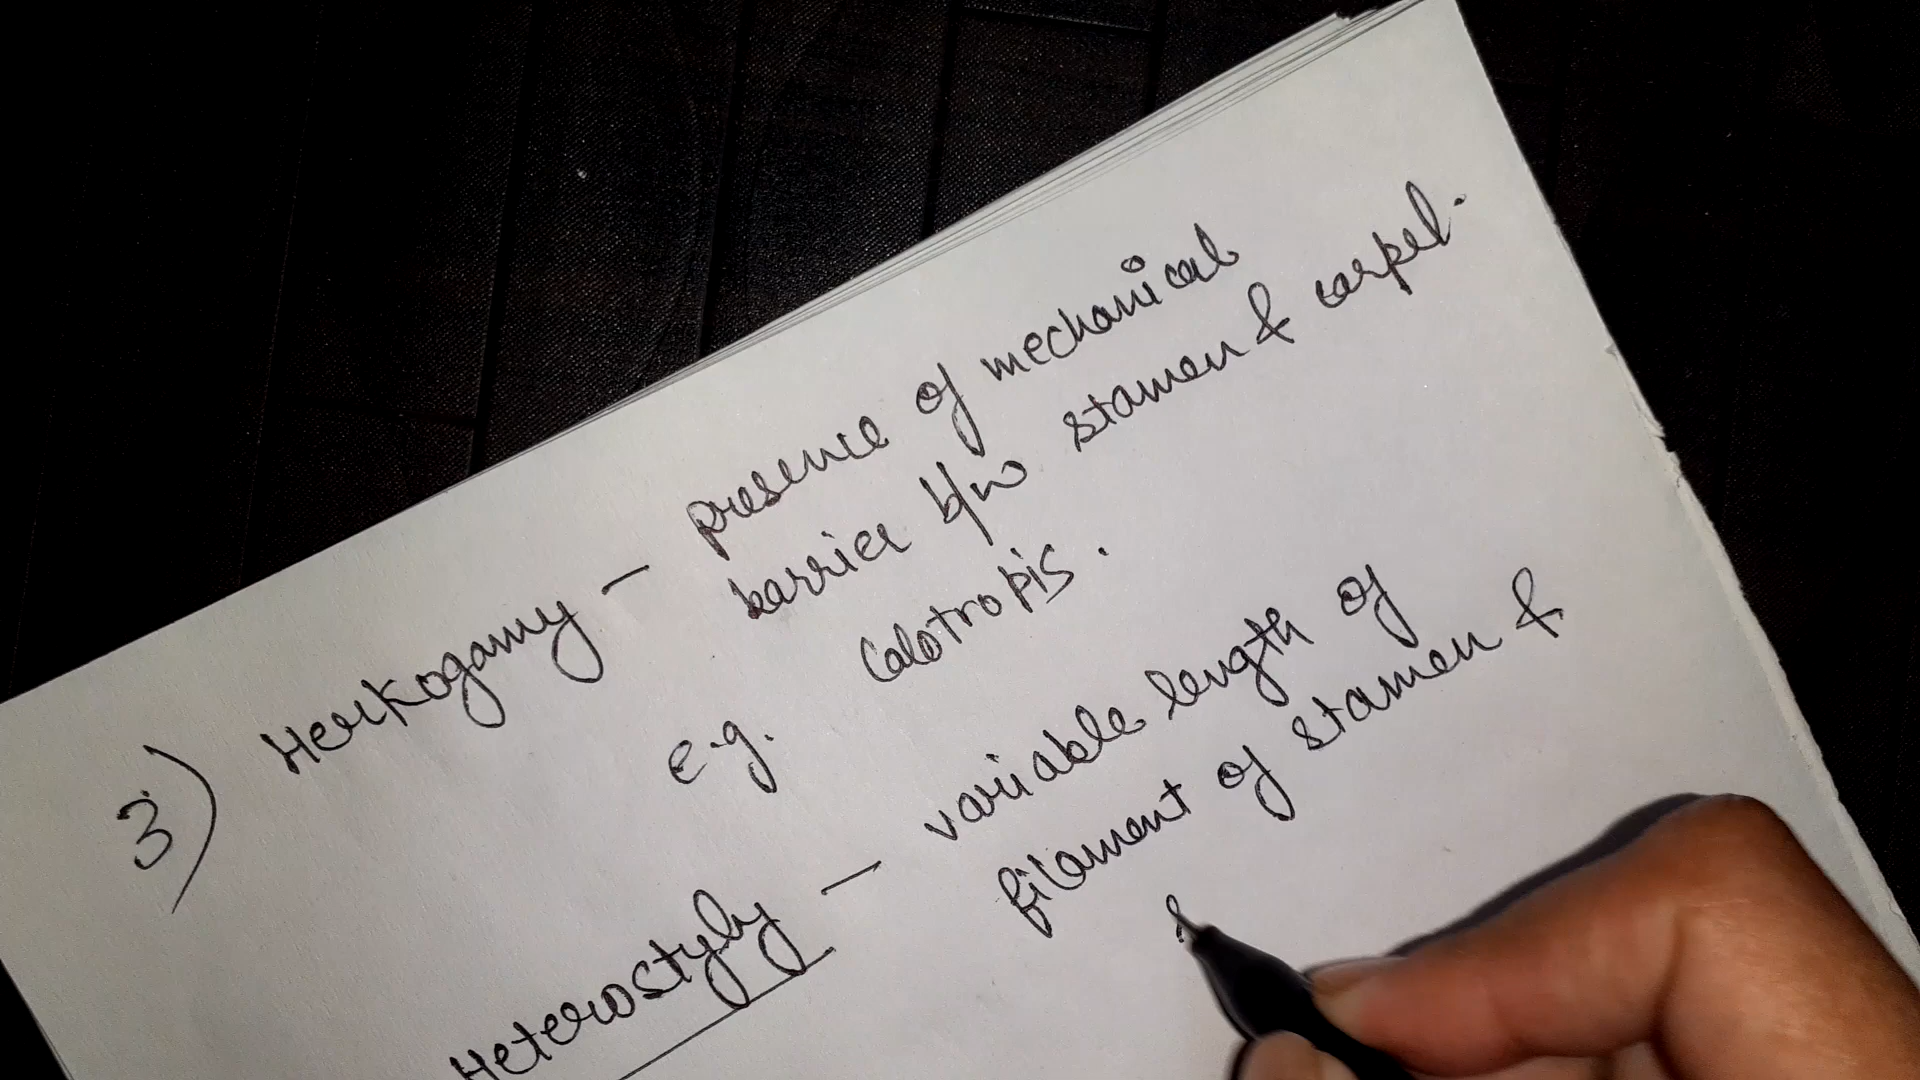 3) Herkogamy - presence of mechanical
barrier b/w stamen & carpel.
e.g. Calotropis.
Heterostyly - variable length of
filament of stamen &
s